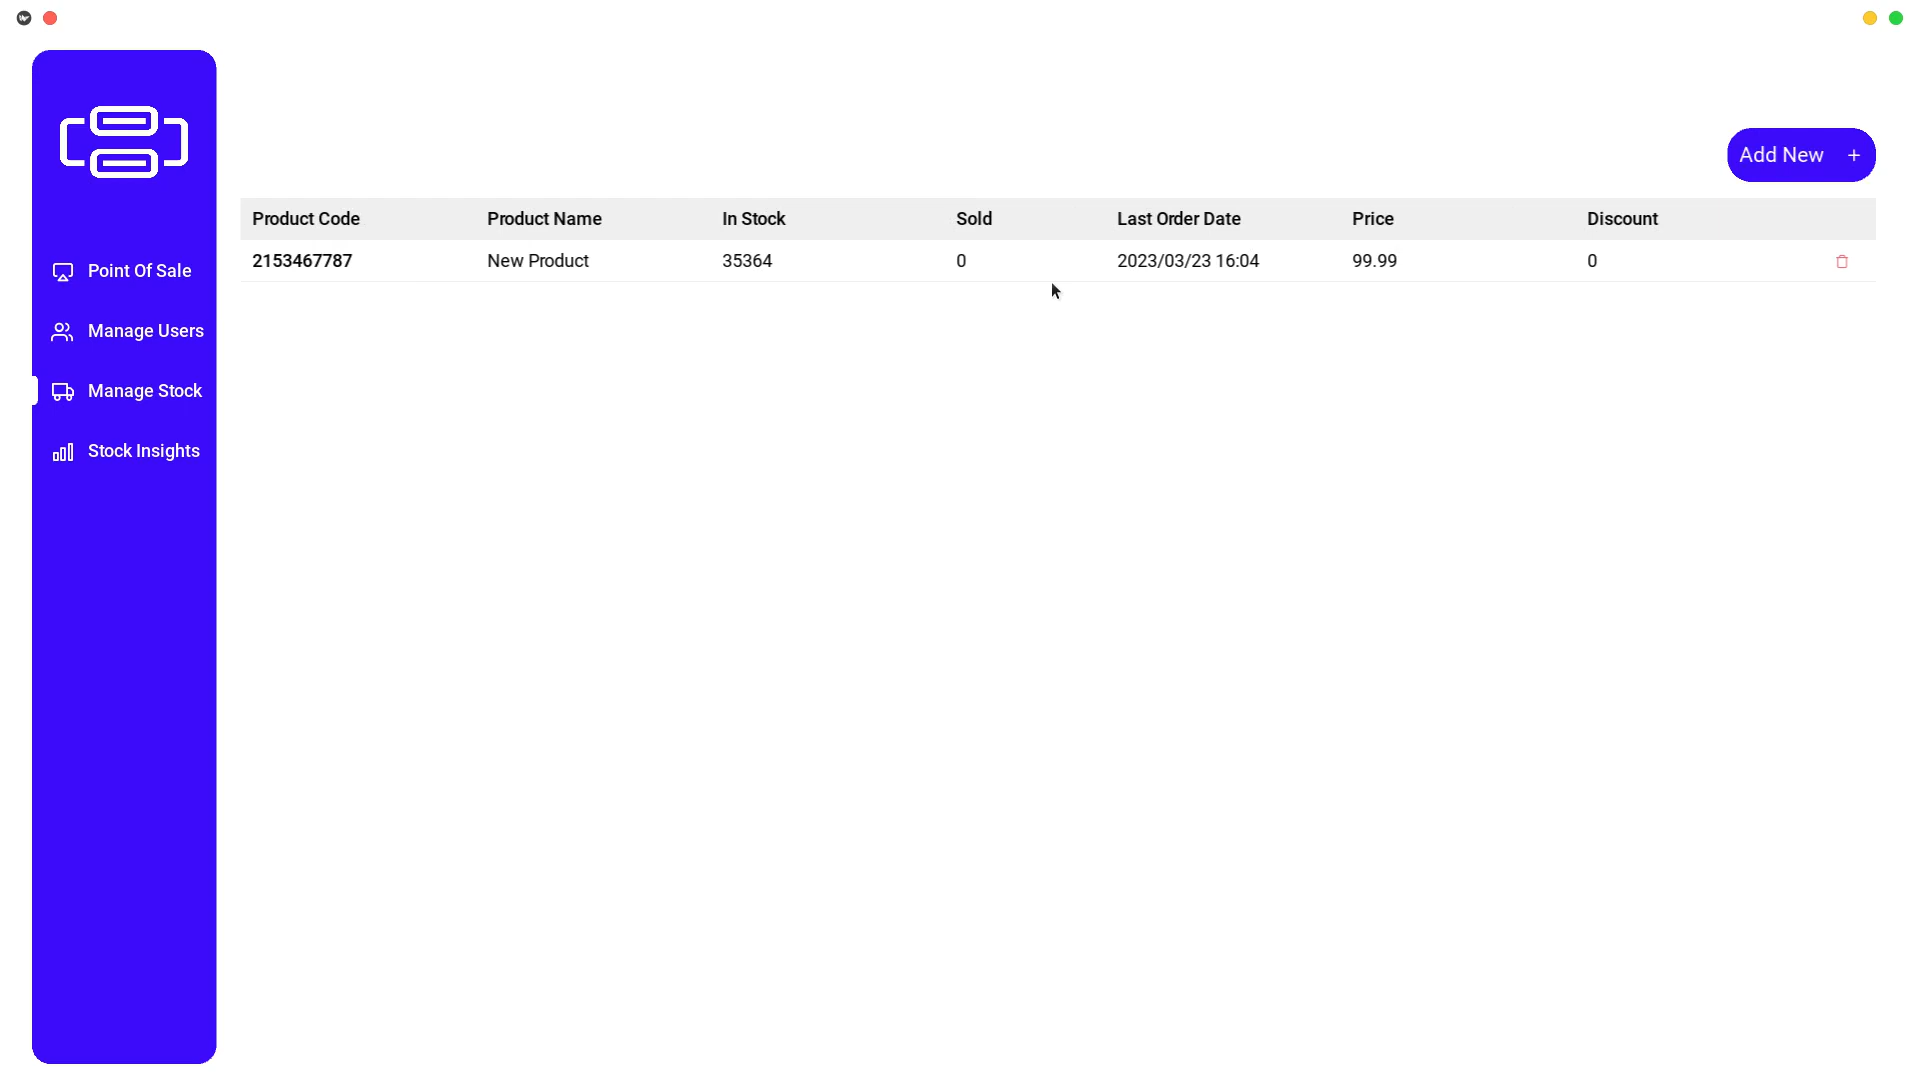 Add New +
Product Code Product Name In Stock Sold Last Order Date Price Discount
2153467787 New Product 35364 0 2023/03/23 16:04 99.99 0
Point Of Sale
Manage Users
Manage Stock
Stock Insights